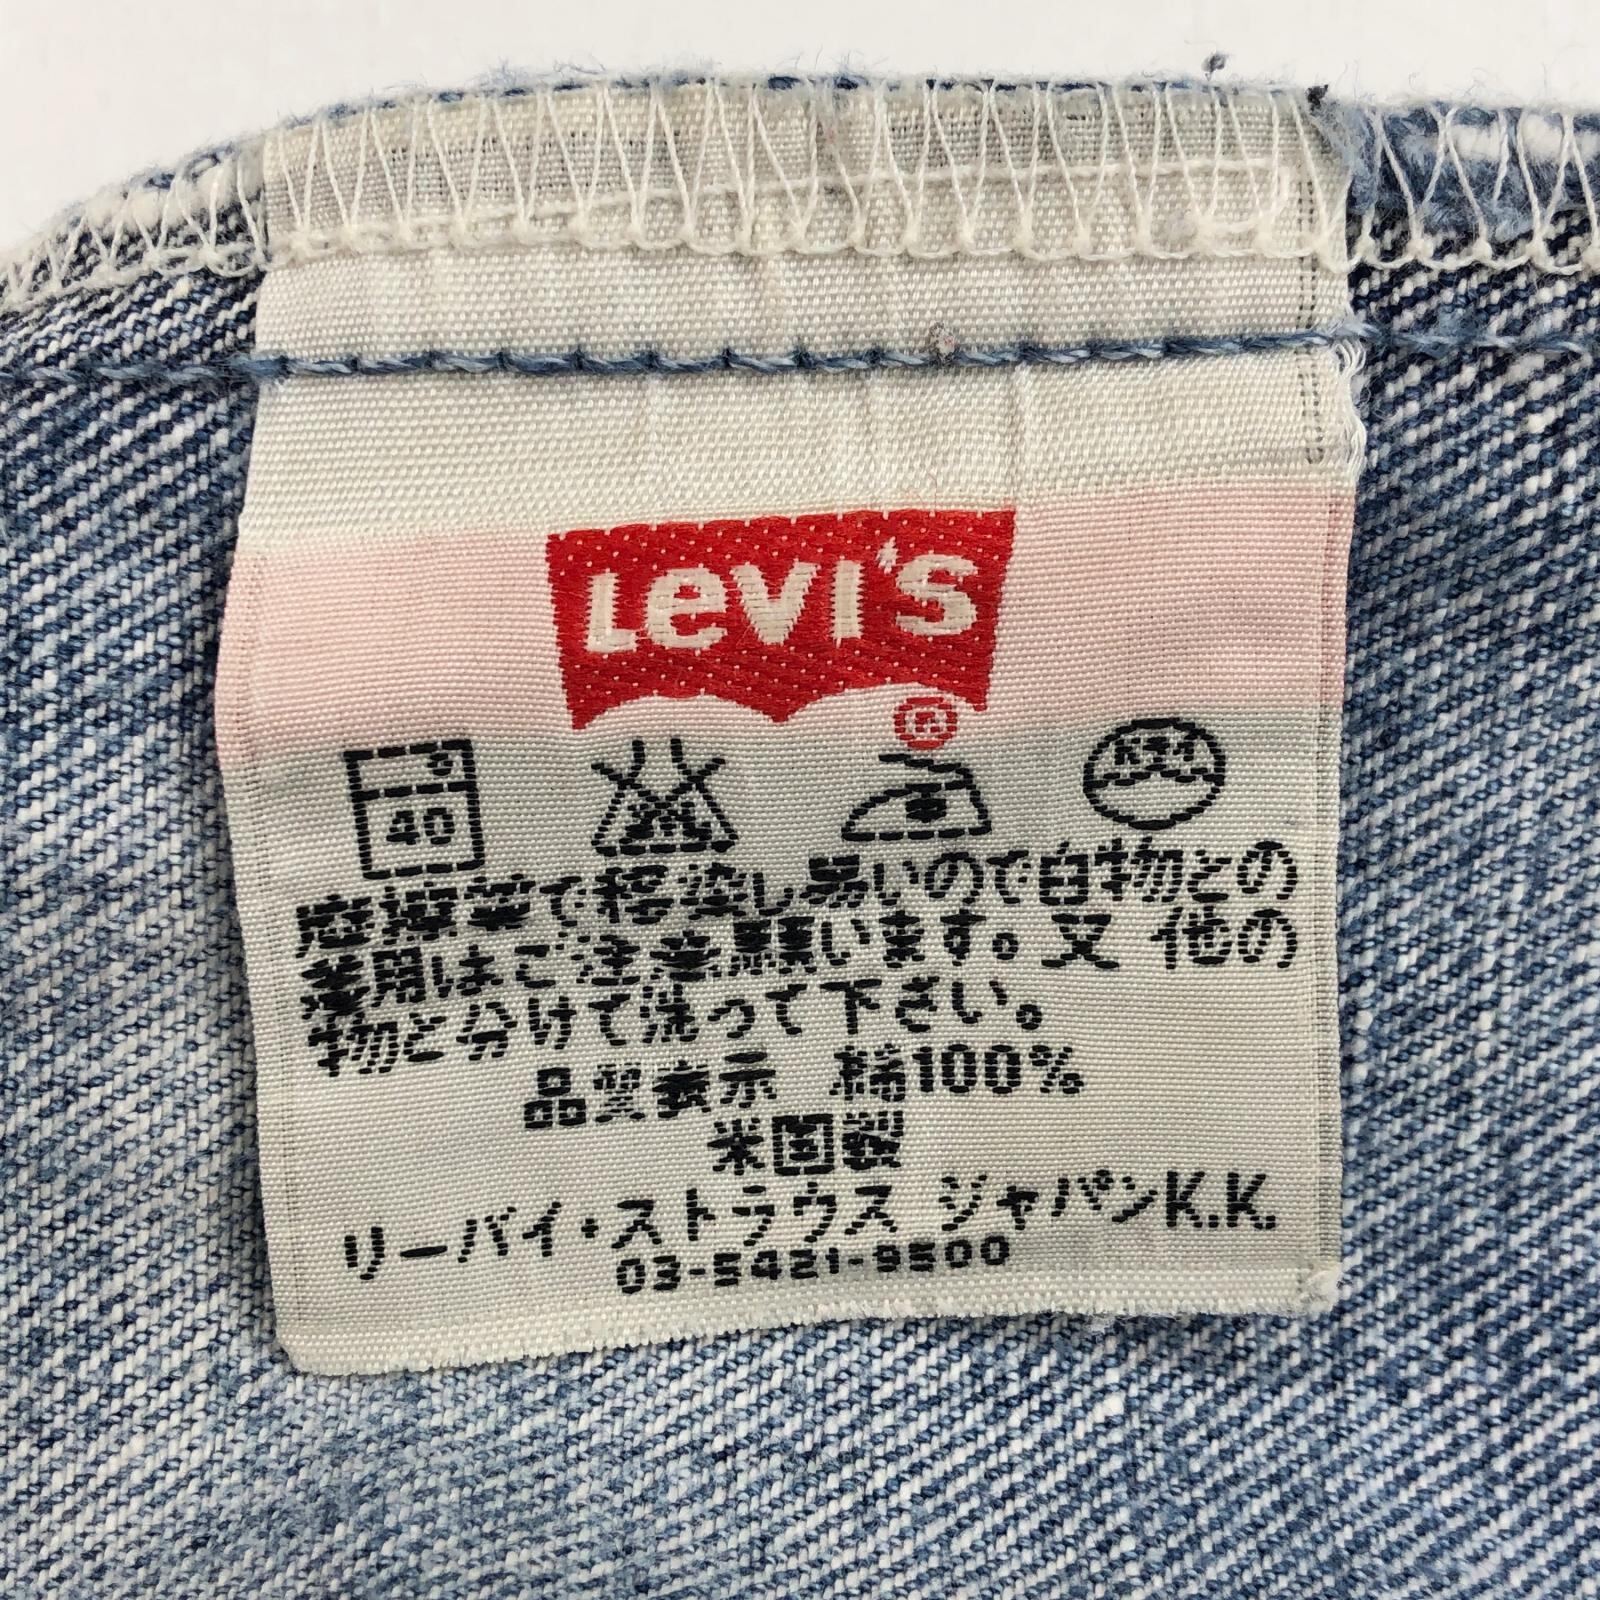 Levi's
®
40 ドライ
摩擦等で移染し易いので白物との
着用はご注意願います。又 他の
物と分けて洗って下さい。
品質表示 綿100%
米国製
リーバイ・ストラウス ジャパンK.K.
03-5421-9500